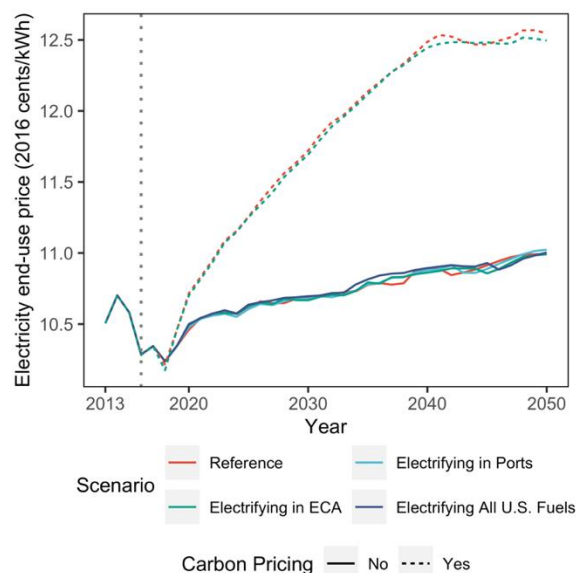 Electricity end-use price (2016 cents/kWh)
12.5
12.0
11.5
11.0
10.5
2013
2020
2030
2040
2050
Year
Scenario
Reference
Electrifying in Ports
Electrifying in ECA
Electrifying All U.S. Fuels
Carbon Pricing
No
Yes